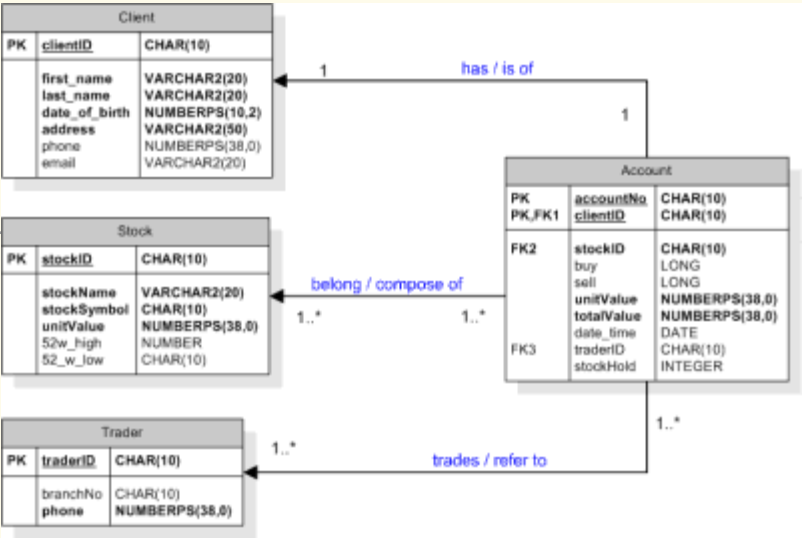 Client
PK clientID CHAR(10)
first_name VARCHAR2(20)
last_name VARCHAR2(20)
date_of_birth NUMBERPS(10,2)
address VARCHAR2(50)
phone NUMBERPS(38,0)
email VARCHAR2(20)
1
has / is of
1
Account
PK accountNo CHAR(10)
PK,FK1 clientID CHAR(10)
FK2 stockID CHAR(10)
buy LONG
sell LONG
unitValue NUMBERPS(38,0)
totalValue NUMBERPS(38,0)
date_time DATE
FK3 traderID CHAR(10)
stockHold INTEGER
Stock
PK stockID CHAR(10)
stockName VARCHAR2(20)
stockSymbol CHAR(10)
unitValue NUMBERPS(38,0)
52w_high NUMBER
52_w_low CHAR(10)
belong / compose of
1..*
1..*
Trader
PK traderID CHAR(10)
branchNo CHAR(10)
phone NUMBERPS(38,0)
1..*
trades / refer to
1..*